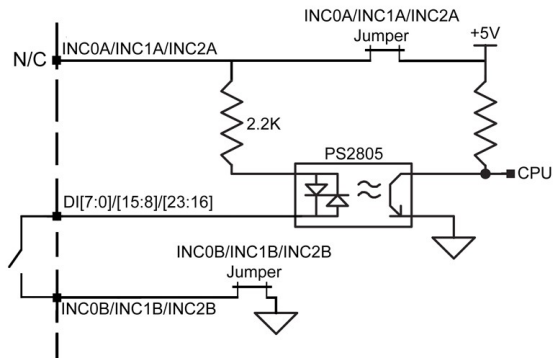 INC0A/INC1A/INC2A
Jumper
+5V
INC0A/INC1A/INC2A
N/C
2.2K
PS2805
CPU
DI[7:0]/[15:8]/[23:16]
INC0B/INC1B/INC2B
Jumper
INC0B/INC1B/INC2B